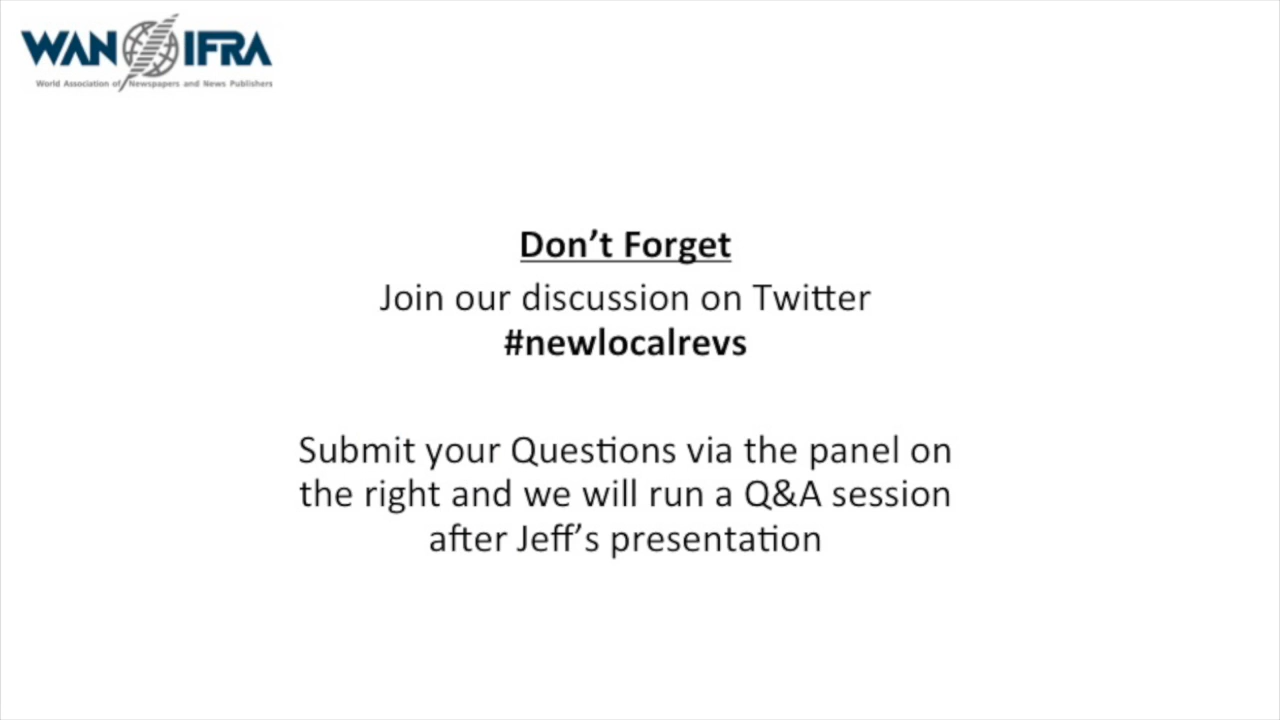 WAN IFRA
World Association of Newspapers and News Publishers
Don't Forget
Join our discussion on Twitter
#newlocalrevs
Submit your Questions via the panel on
the right and we will run a Q&A session
after Jeff's presentation